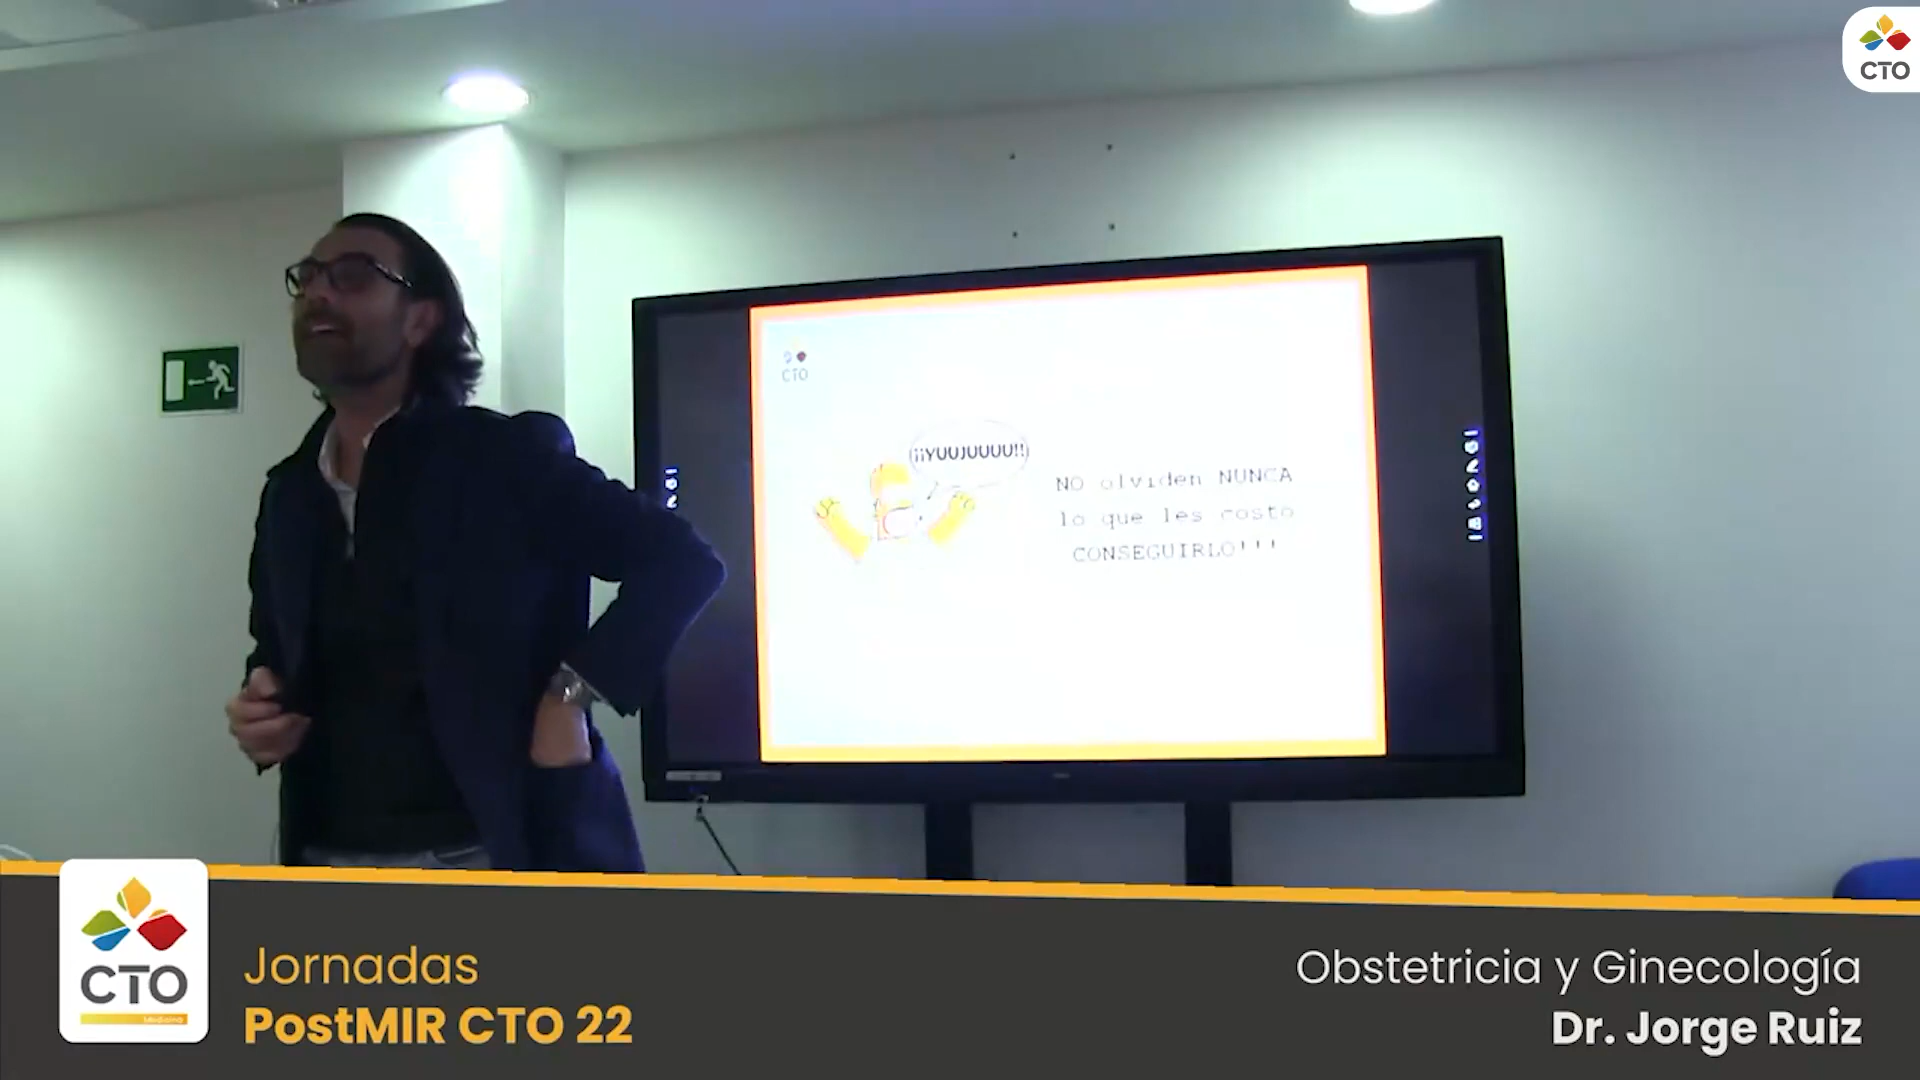 CTO
CTO
¡¡YUUJUUUU!!
NO olviden NUNCA
lo que les costo
CONSEGUIRLO!!!
CTO
Medicina
Jornadas
PostMIR CTO 22
Obstetricia y Ginecología
Dr. Jorge Ruiz